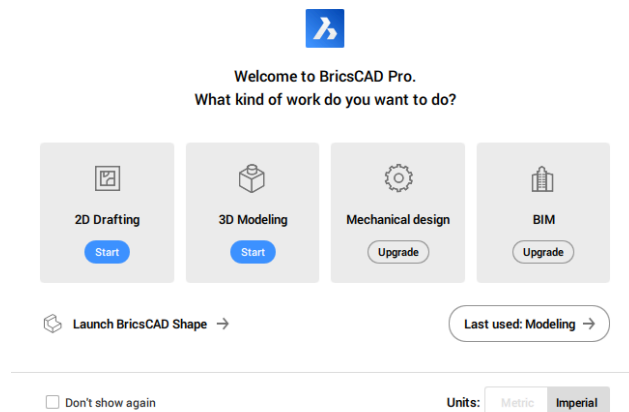 Welcome to BricsCAD Pro.
What kind of work do you want to do?
2D Drafting
3D Modeling
Mechanical design
BIM
Start
Start
Upgrade
Upgrade
Launch BricsCAD Shape
Last used: Modeling
Don't show again
Units: Metric Imperial